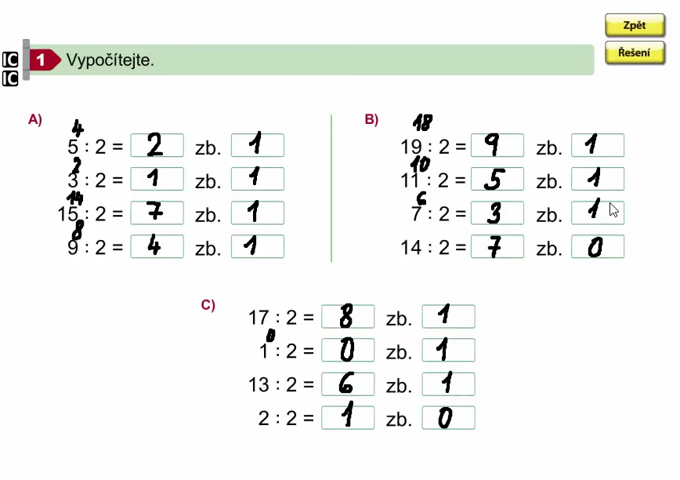 Zpět
Řešení
1 Vypočítejte.
A)
4
5 : 2 = 2 zb. 1
2
3 : 2 = 1 zb. 1
14
15 : 2 = 7 zb. 1
8
9 : 2 = 4 zb. 1
B)
18
19 : 2 = 9 zb. 1
10
11 : 2 = 5 zb. 1
6
7 : 2 = 3 zb. 1
14 : 2 = 7 zb. 0
C)
17 : 2 = 8 zb. 1
0
1 : 2 = 0 zb. 1
13 : 2 = 6 zb. 1
2 : 2 = 1 zb. 0